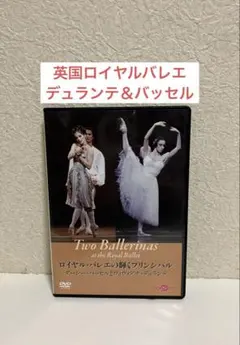 英国ロイヤルバレエ
デュランテ&バッセル
Two Ballerinas
at the Royal Ballet
ロイヤル・バレエの輝くプリンシパル
DVD